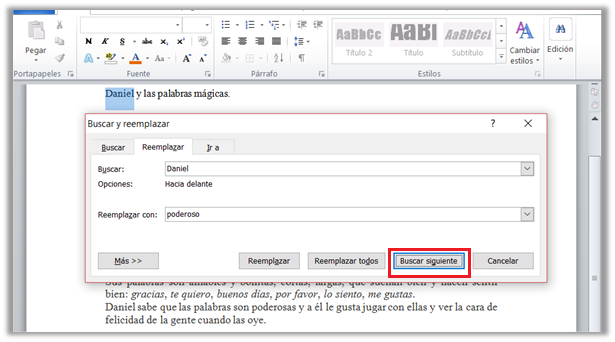 Pegar
N K S abc x₂ x²
A aby A Aa A A
AaBbCc AaBl AaBbCcl
Título 2 Título Subtítulo
Cambiar estilos
Edición
Portapapeles Fuente Párrafo Estilos
Daniel y las palabras mágicas.
Buscar y reemplazar ? ×
Buscar Reemplazar Ir a
Buscar: Daniel
Opciones: Hacia delante
Reemplazar con: poderoso
Más >> Reemplazar Reemplazar todos Buscar siguiente Cancelar
Sus palabras son amables y bonitas, cortas, largas, que suenan bien y hacen sentir
bien: gracias, te quiero, buenos días, por favor, lo siento, me gustas.
Daniel sabe que las palabras son poderosas y a él le gusta jugar con ellas y ver la cara de
felicidad de la gente cuando las oye.